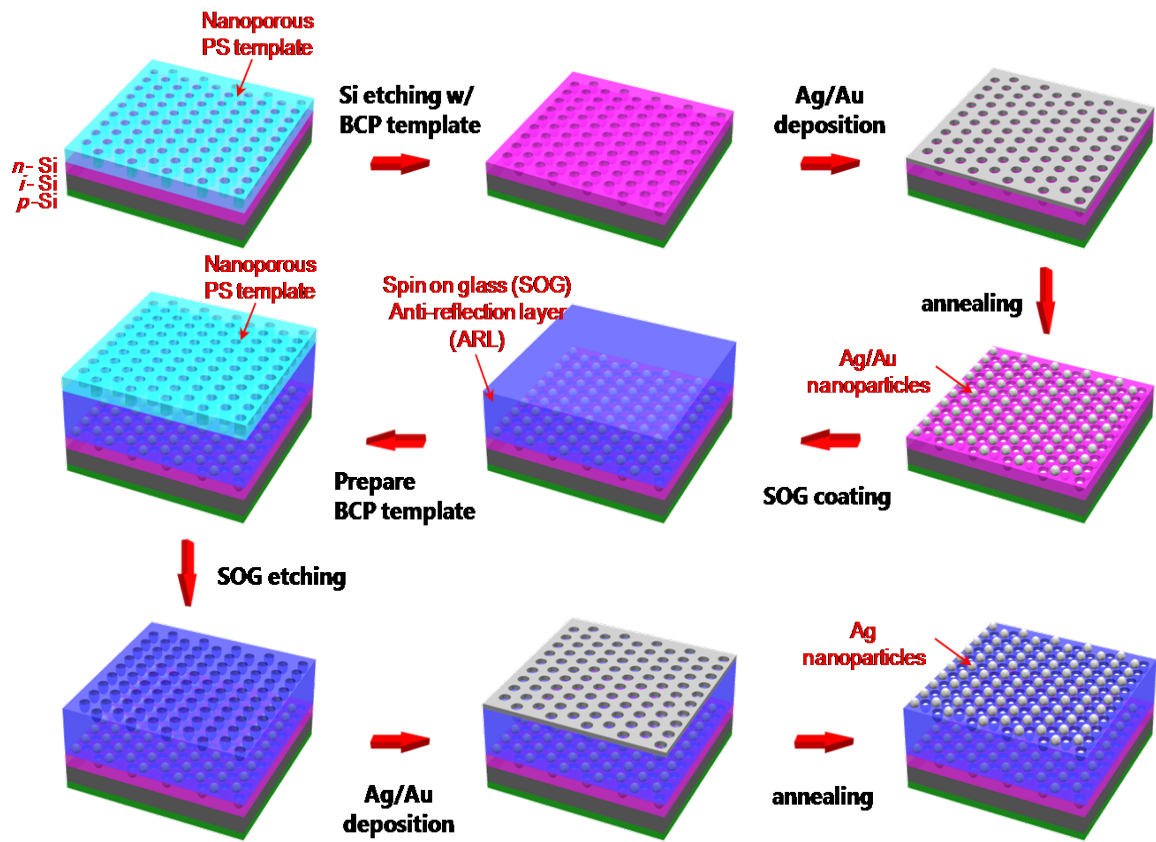 Nanoporous
PS template
Si etching w/
BCP template
Ag/Au
deposition
n- Si
i- Si
p-Si
annealing
Nanoporous
PS template
Spin on glass (SOG)
Anti-reflection layer
(ARL)
Ag/Au
nanoparticles
Prepare
BCP template
SOG coating
SOG etching
Ag
nanoparticles
Ag/Au
deposition
annealing